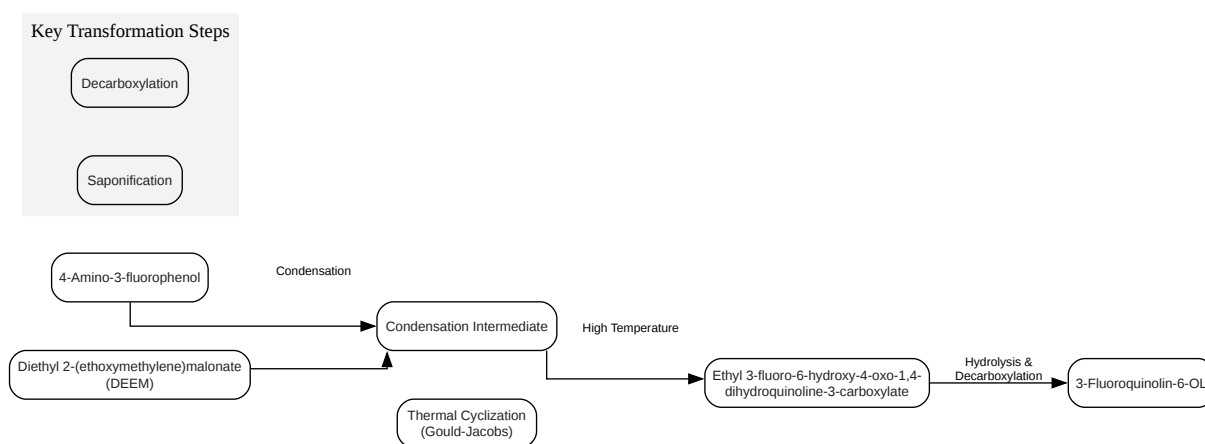 Key Transformation Steps
Decarboxylation
Saponification
4-Amino-3-fluorophenol
Condensation
Condensation Intermediate
High Temperature
Diethyl 2-(ethoxymethylene)malonate
(DEEM)
Thermal Cyclization
(Gould-Jacobs)
Ethyl 3-fluoro-6-hydroxy-4-oxo-1,4-
dihydroquinoline-3-carboxylate
Hydrolysis &
Decarboxylation
3-Fluoroquinolin-6-OL